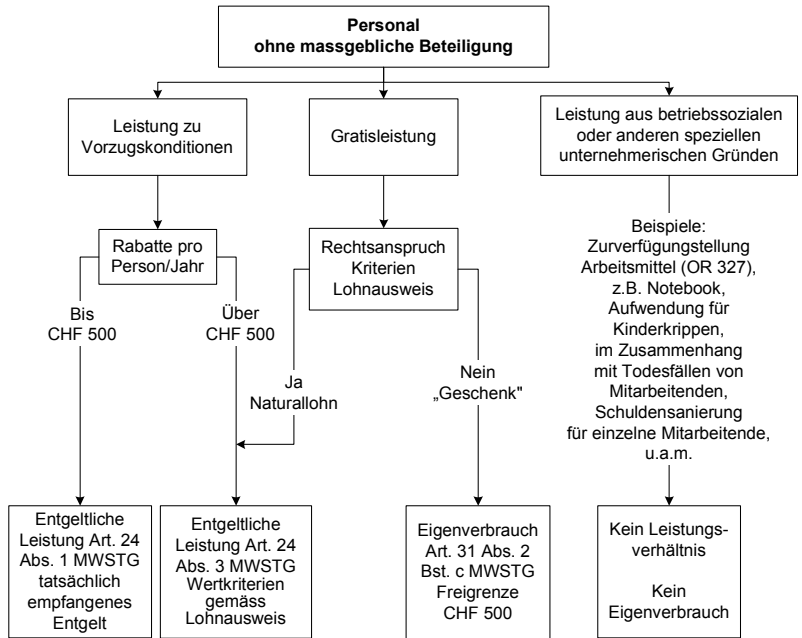 Personal
ohne massgebliche Beteiligung
Leistung zu
Vorzugskonditionen
Gratisleistung
Leistung aus betriebssozialen
oder anderen speziellen
unternehmerischen Gründen
Rabatte pro
Person/Jahr
Rechtsanspruch
Kriterien
Lohnausweis
Beispiele:
Zurverfügungstellung
Arbeitsmittel (OR 327),
z.B. Notebook,
Aufwendung für
Kinderkrippen,
im Zusammenhang
mit Todesfällen von
Mitarbeitenden,
Schuldensanierung
für einzelne Mitarbeitende,
u.a.m.
Bis
CHF 500
Über
CHF 500
Ja
Naturallohn
Nein
„Geschenk"
Entgeltliche
Leistung Art. 24
Abs. 1 MWSTG
tatsächlich
empfangenes
Entgelt
Entgeltliche
Leistung Art. 24
Abs. 3 MWSTG
Wertkriterien
gemäss
Lohnausweis
Eigenverbrauch
Art. 31 Abs. 2
Bst. c MWSTG
Freigrenze
CHF 500
Kein Leistungs-
verhältnis
Kein
Eigenverbrauch